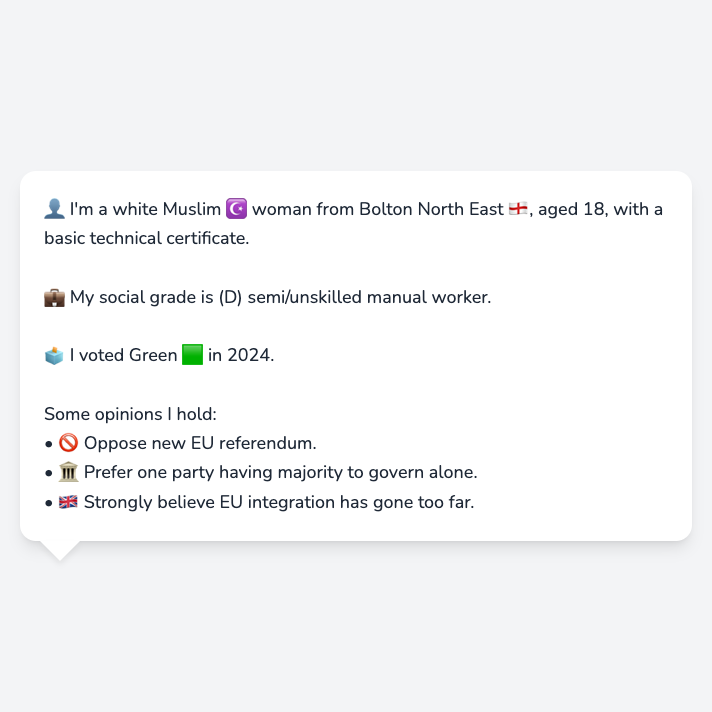 👤 I'm a white Muslim ☪️ woman from Bolton North East 🏴󠁧󠁢󠁥󠁮󠁧󠁿, aged 18, with a
basic technical certificate.
💼 My social grade is (D) semi/unskilled manual worker.
🗳️ I voted Green 🟩 in 2024.
Some opinions I hold:
• 🚫 Oppose new EU referendum.
• 🏛️ Prefer one party having majority to govern alone.
• 🇬🇧 Strongly believe EU integration has gone too far.